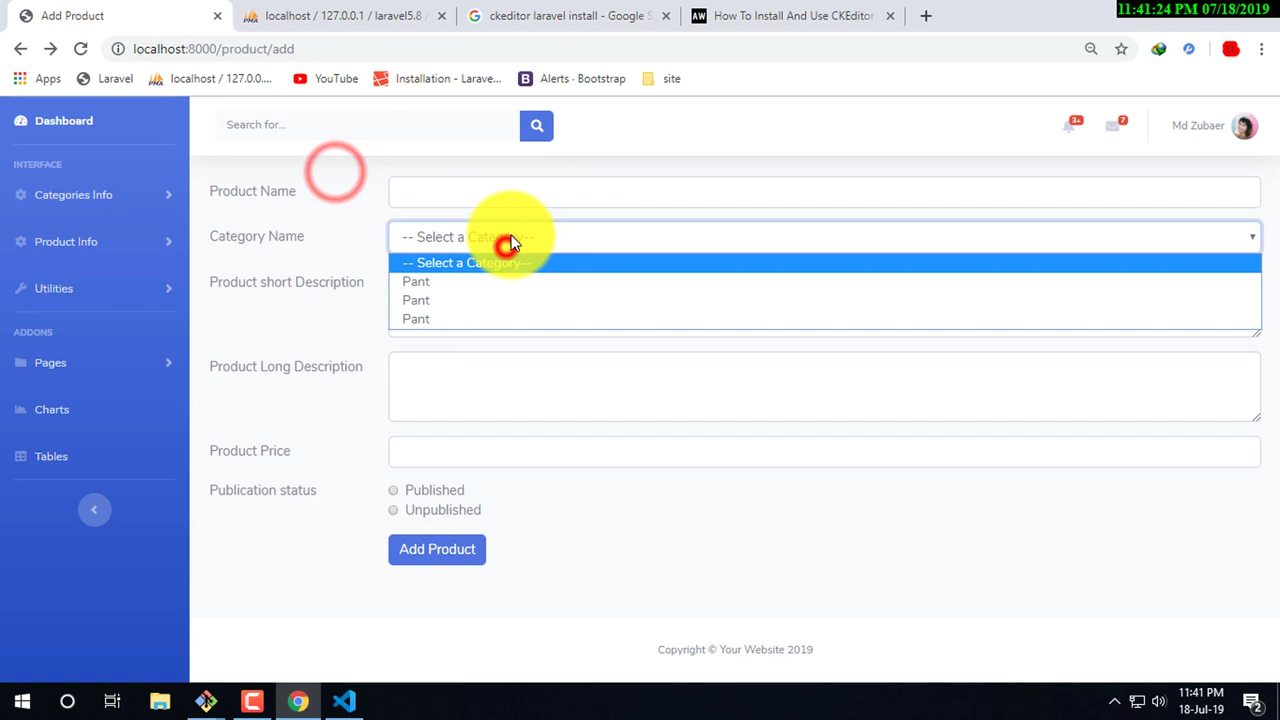 Add Product
localhost / 127.0.0.1 / laravel5.8 /
ckeditor laravel install - Google S
How To Install And Use CKEditor
11:41:24 PM 07/18/2019
localhost:8000/product/add
Apps
Laravel
localhost / 127.0.0....
YouTube
Installation - Larave...
Alerts · Bootstrap
site
Dashboard
Search for...
3+
7
Md Zubaer
INTERFACE
Categories Info
Product Info
Utilities
ADDONS
Pages
Charts
Tables
Product Name
Category Name
-- Select a Category--
-- Select a Category--
Pant
Pant
Pant
Product short Description
Product Long Description
Product Price
Publication status
Published
Unpublished
Add Product
Copyright © Your Website 2019
11:41 PM
18-Jul-19
2